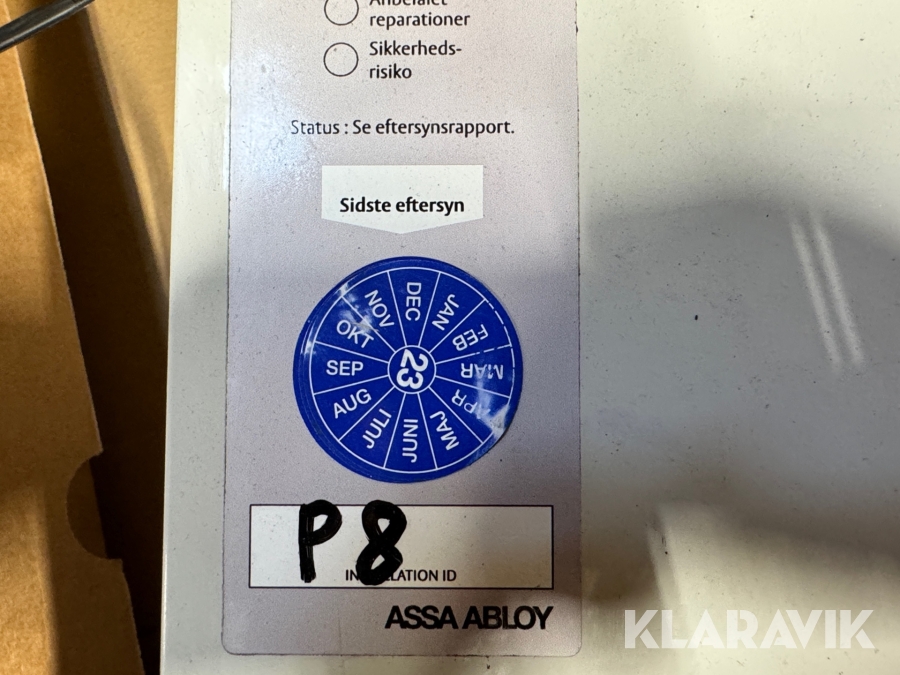 Anbefalet
reparationer
Sikkerheds-
risiko
Status : Se eftersynsrapport.
Sidste eftersyn
DEC
JAN
FEB
MAR
APR
MAJ
JUNI
JULI
AUG
SEP
OKT
NOV
23
P8
INSTALLATION ID
ASSA ABLOY
KLARAVIK